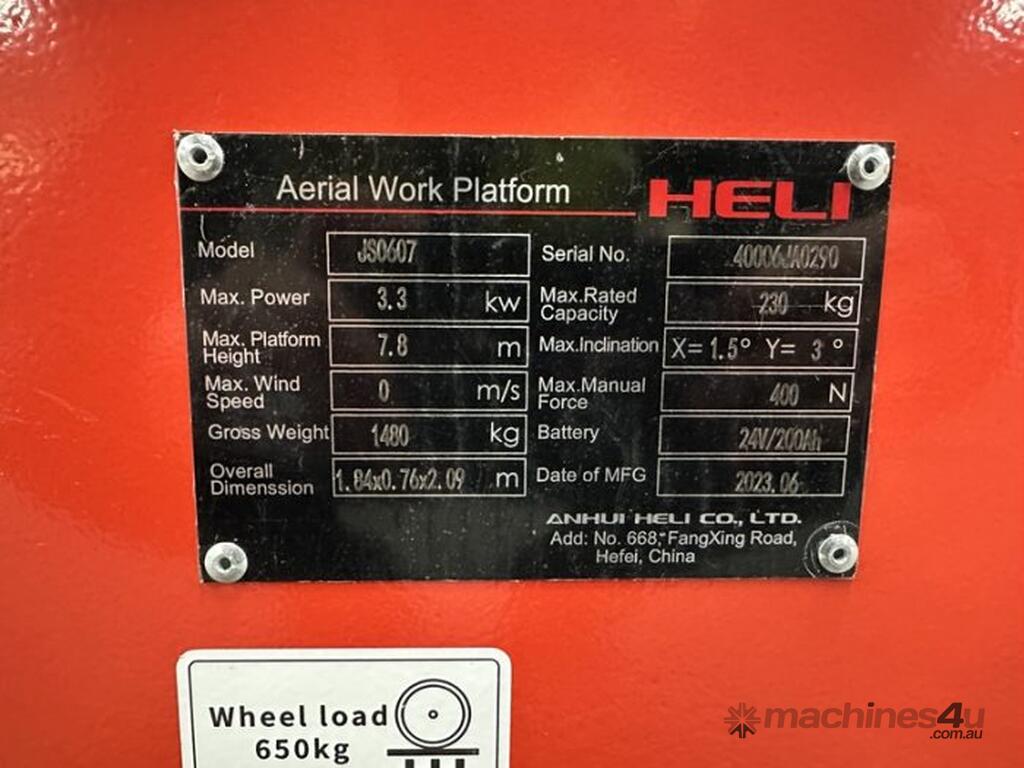 Aerial Work Platform HELI
Model JS0607 Serial No. 40006JA0290
Max. Power 3.3 kw Max.Rated Capacity 230 kg
Max. Platform Height 7.8 m Max.Inclination X= 1.5° Y= 3°
Max. Wind Speed 0 m/s Max.Manual Force 400 N
Gross Weight 1480 kg Battery 24V/200Ah
Overall Dimenssion 1.84x0.76x2.09 m Date of MFG 2023.06
ANHUI HELI CO., LTD.
Add: No. 668, FangXing Road,
Hefei, China
Wheel load
650kg
machines4u
.com.au